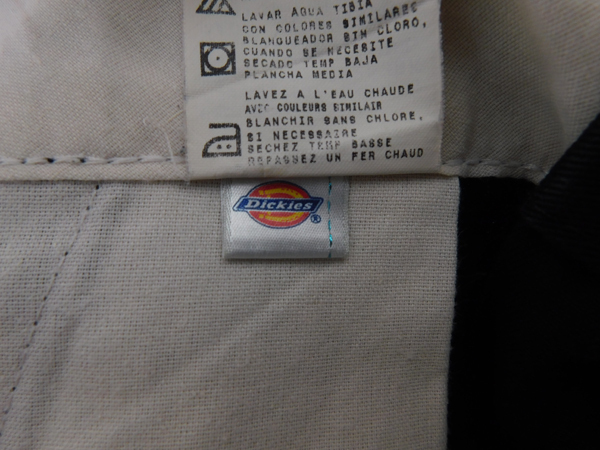 LAVAR AGUA TIBIA
CON COLORES SIMILARES
BLANQUEADOR SIN CLORO,
CUANDO SE NECESITE
SECADO TEMP BAJA
PLANCHA MEDIA
LAVEZ A L'EAU CHAUDE
AVEC COULEURS SIMILAIR
BLANCHIR SANS CHLORE,
SI NECESSAIRE
SECHEZ TEMP BASSE
REPASSEZ UN FER CHAUD
Dickies®